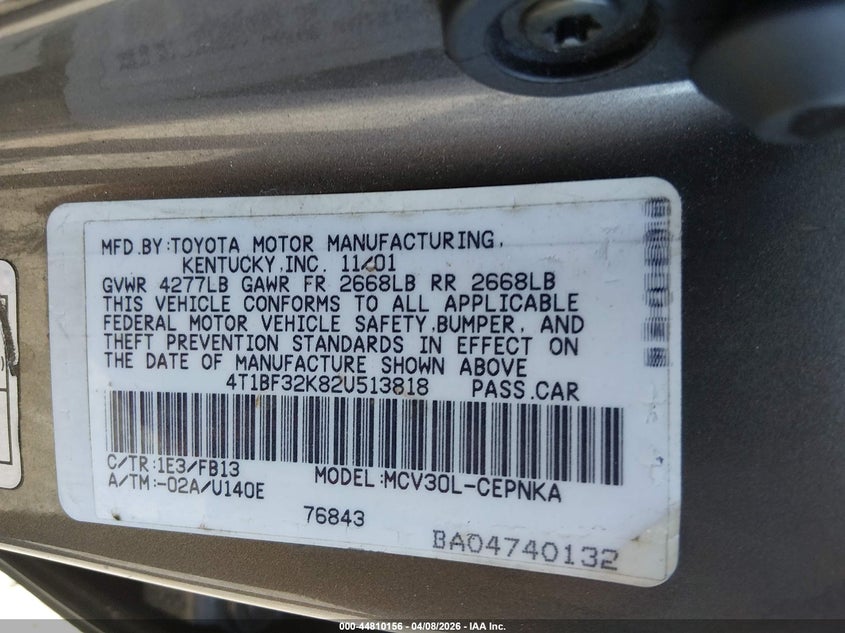 MFD.BY:TOYOTA MOTOR MANUFACTURING,
KENTUCKY,INC. 11/01
GVWR 4277LB GAWR FR 2668LB RR 2668LB
THIS VEHICLE CONFORMS TO ALL APPLICABLE
FEDERAL MOTOR VEHICLE SAFETY,BUMPER, AND
THEFT PREVENTION STANDARDS IN EFFECT ON
THE DATE OF MANUFACTURE SHOWN ABOVE
4T1BF32K82U513818 PASS.CAR
C/TR:1E3/FB13 MODEL:MCV30L-CEPNKA
A/TM:-02A/U140E
76843
BA04740132
000-44810156 | 04/08/2026 | IAA Inc.